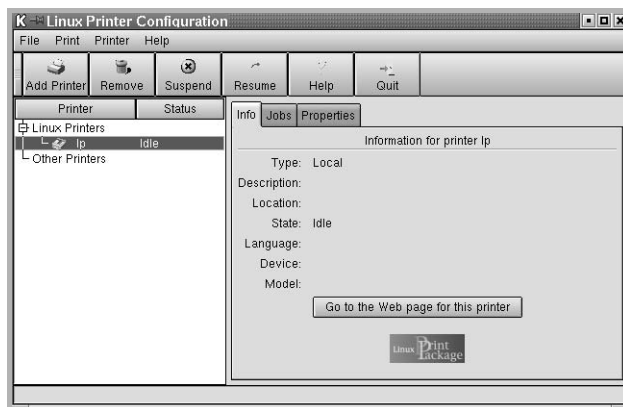 Linux Printer Configuration
File Print Printer Help
Add Printer Remove Suspend Resume Help Quit
Printer Status
Linux Printers
lp Idle
Other Printers
Info Jobs Properties
Information for printer lp
Type: Local
Description:
Location:
State: Idle
Language:
Device:
Model:
Go to the Web page for this printer
Linux Print Package